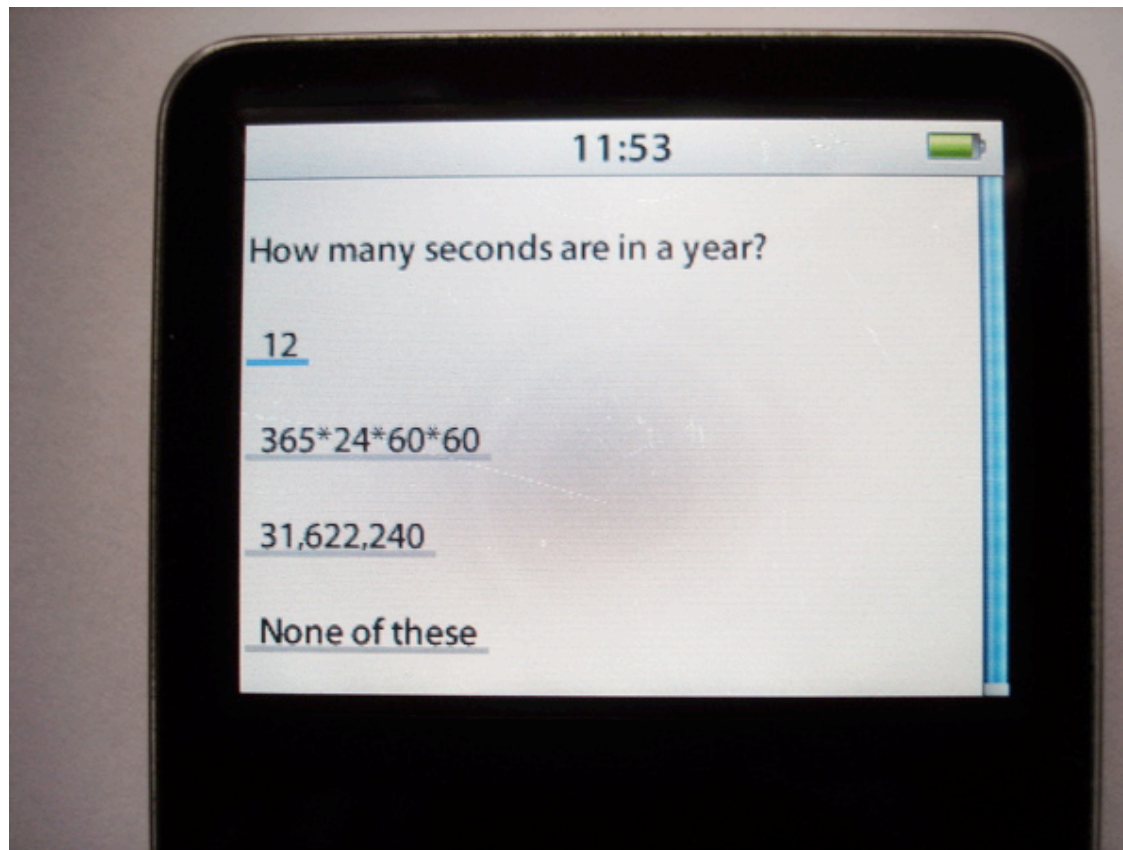 11:53
How many seconds are in a year?
12
365*24*60*60
31,622,240
None of these